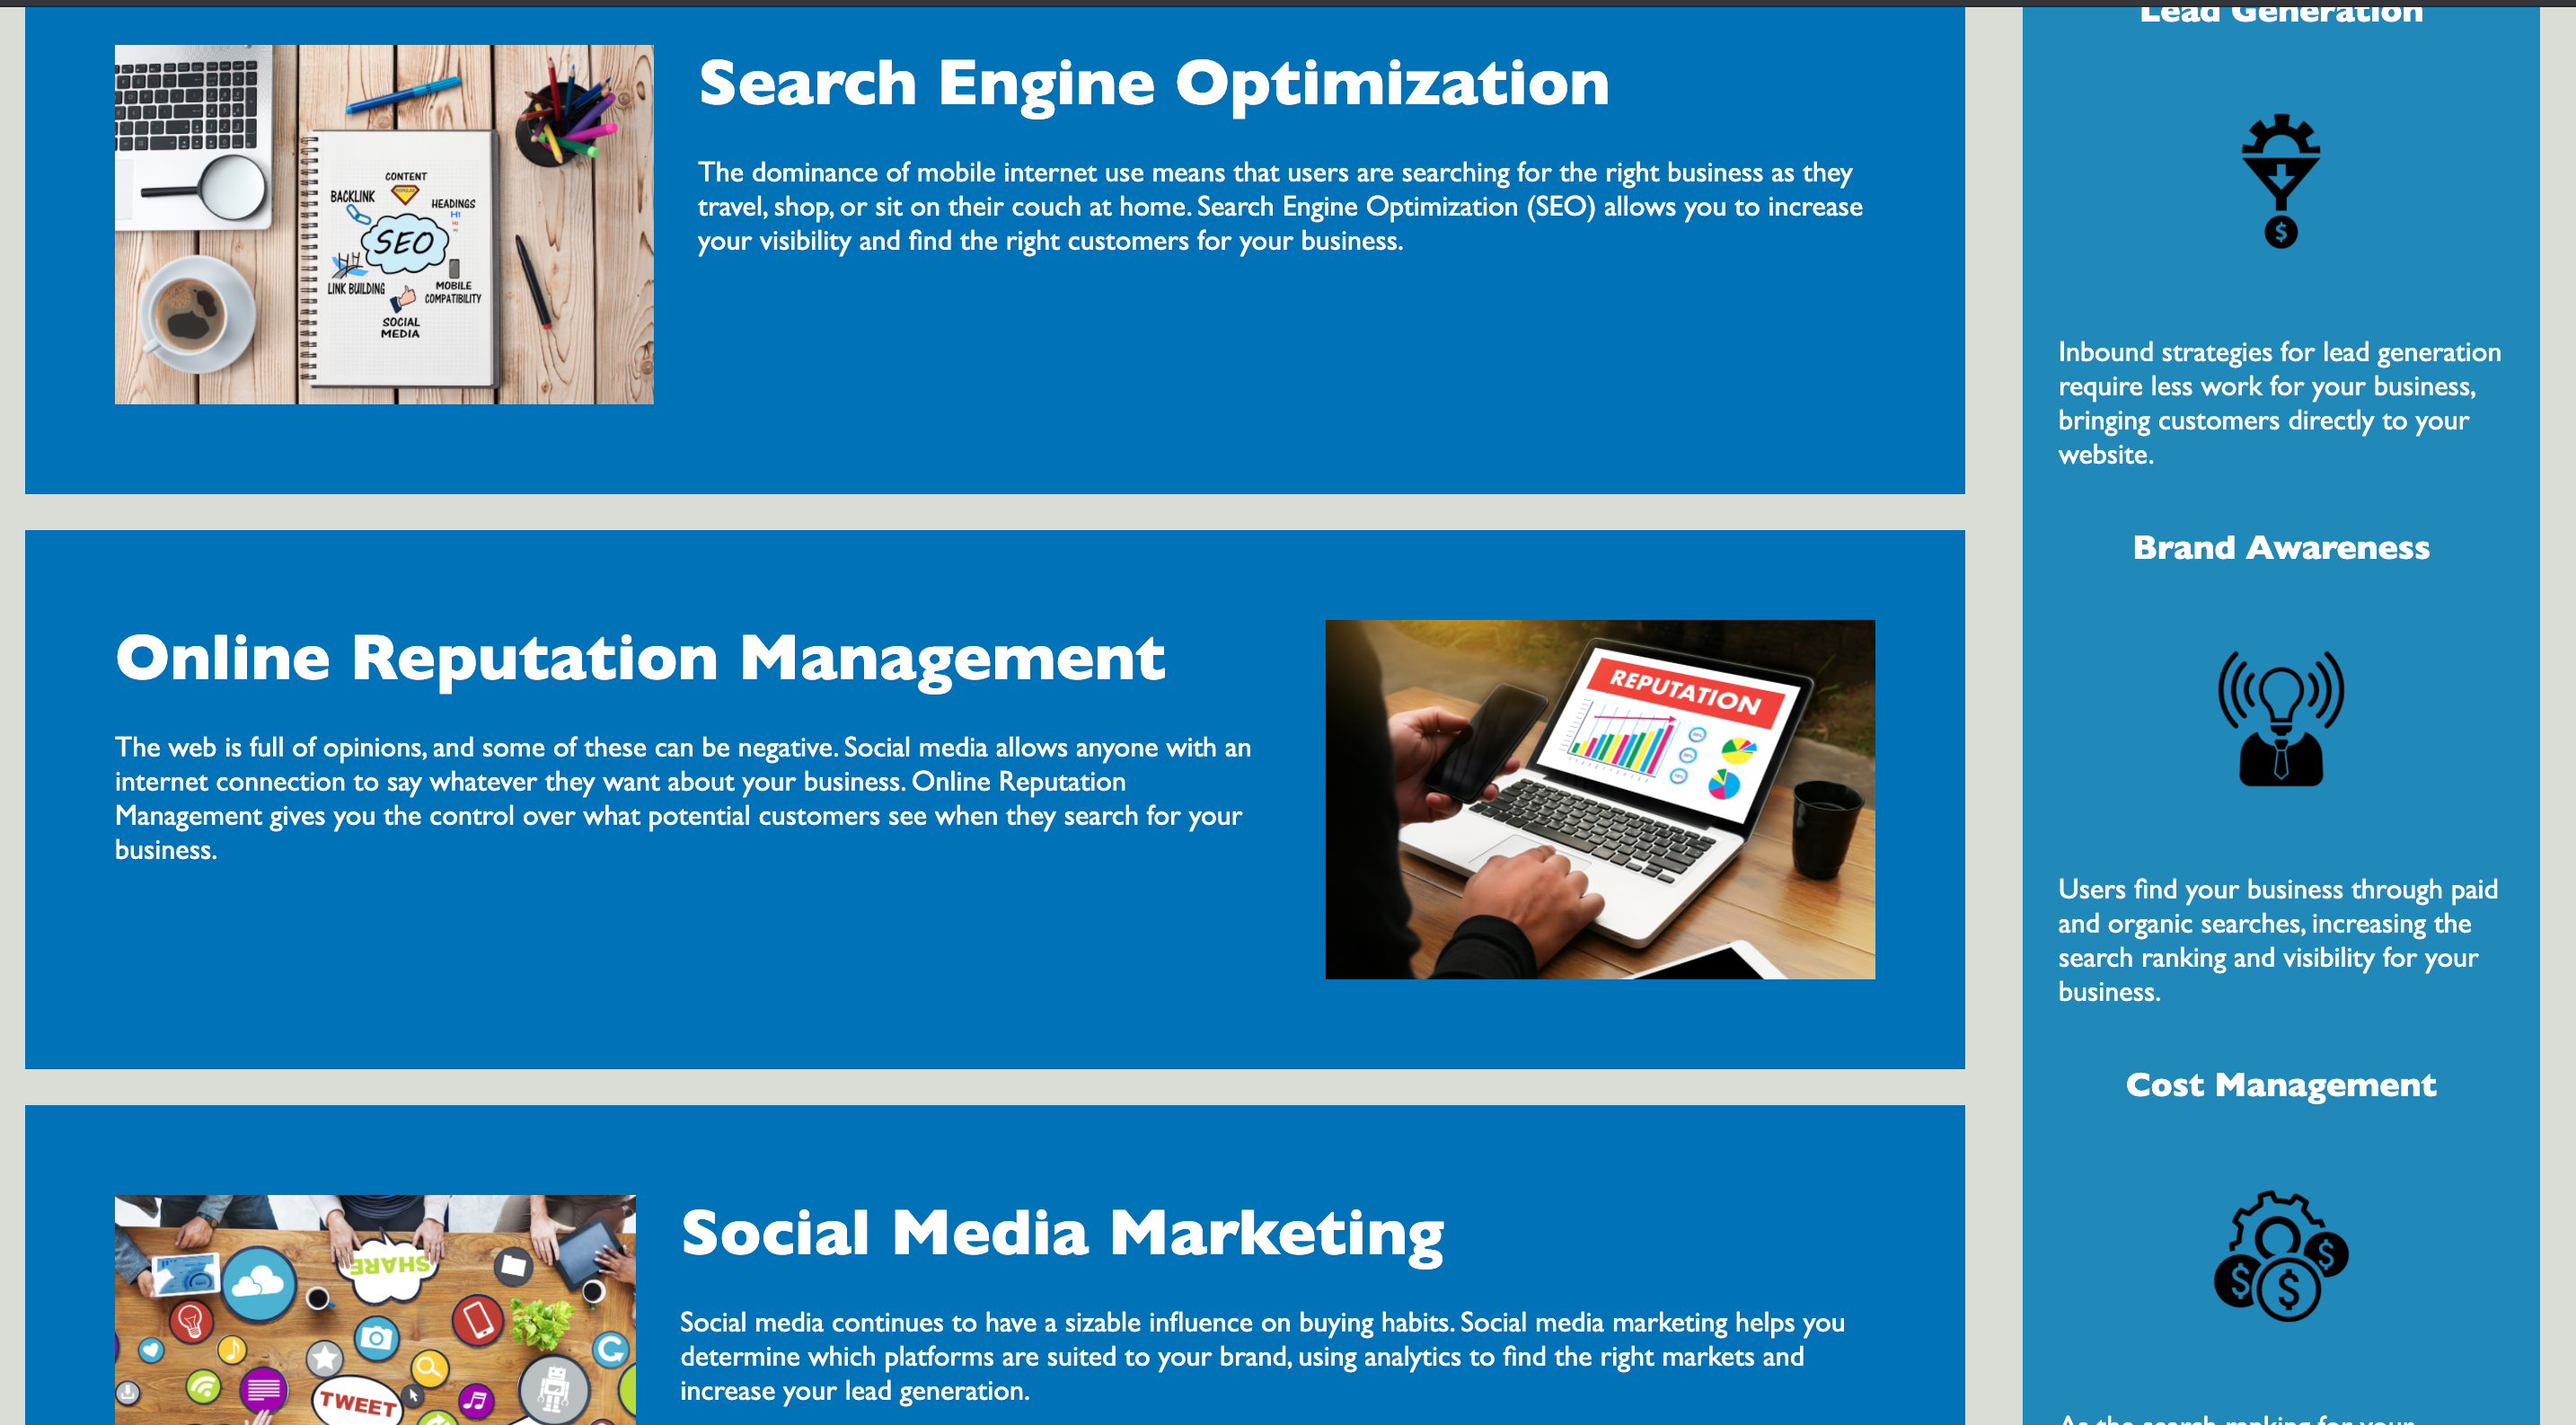 Search Engine Optimization
The dominance of mobile internet use means that users are searching for the right business as they
travel, shop, or sit on their couch at home. Search Engine Optimization (SEO) allows you to increase
your visibility and find the right customers for your business.
CONTENT
BACKLINK
HEADINGS
H1
SEO
LINK BUILDING
MOBILE
COMPATIBILITY
SOCIAL
MEDIA
Online Reputation Management
The web is full of opinions, and some of these can be negative. Social media allows anyone with an
internet connection to say whatever they want about your business. Online Reputation
Management gives you the control over what potential customers see when they search for your
business.
REPUTATION
Social Media Marketing
Social media continues to have a sizable influence on buying habits. Social media marketing helps you
determine which platforms are suited to your brand, using analytics to find the right markets and
increase your lead generation.
SHARE
TWEET
Lead Generation
$
Inbound strategies for lead generation
require less work for your business,
bringing customers directly to your
website.
Brand Awareness
Users find your business through paid
and organic searches, increasing the
search ranking and visibility for your
business.
Cost Management
$ $ $
As the search ranking for your